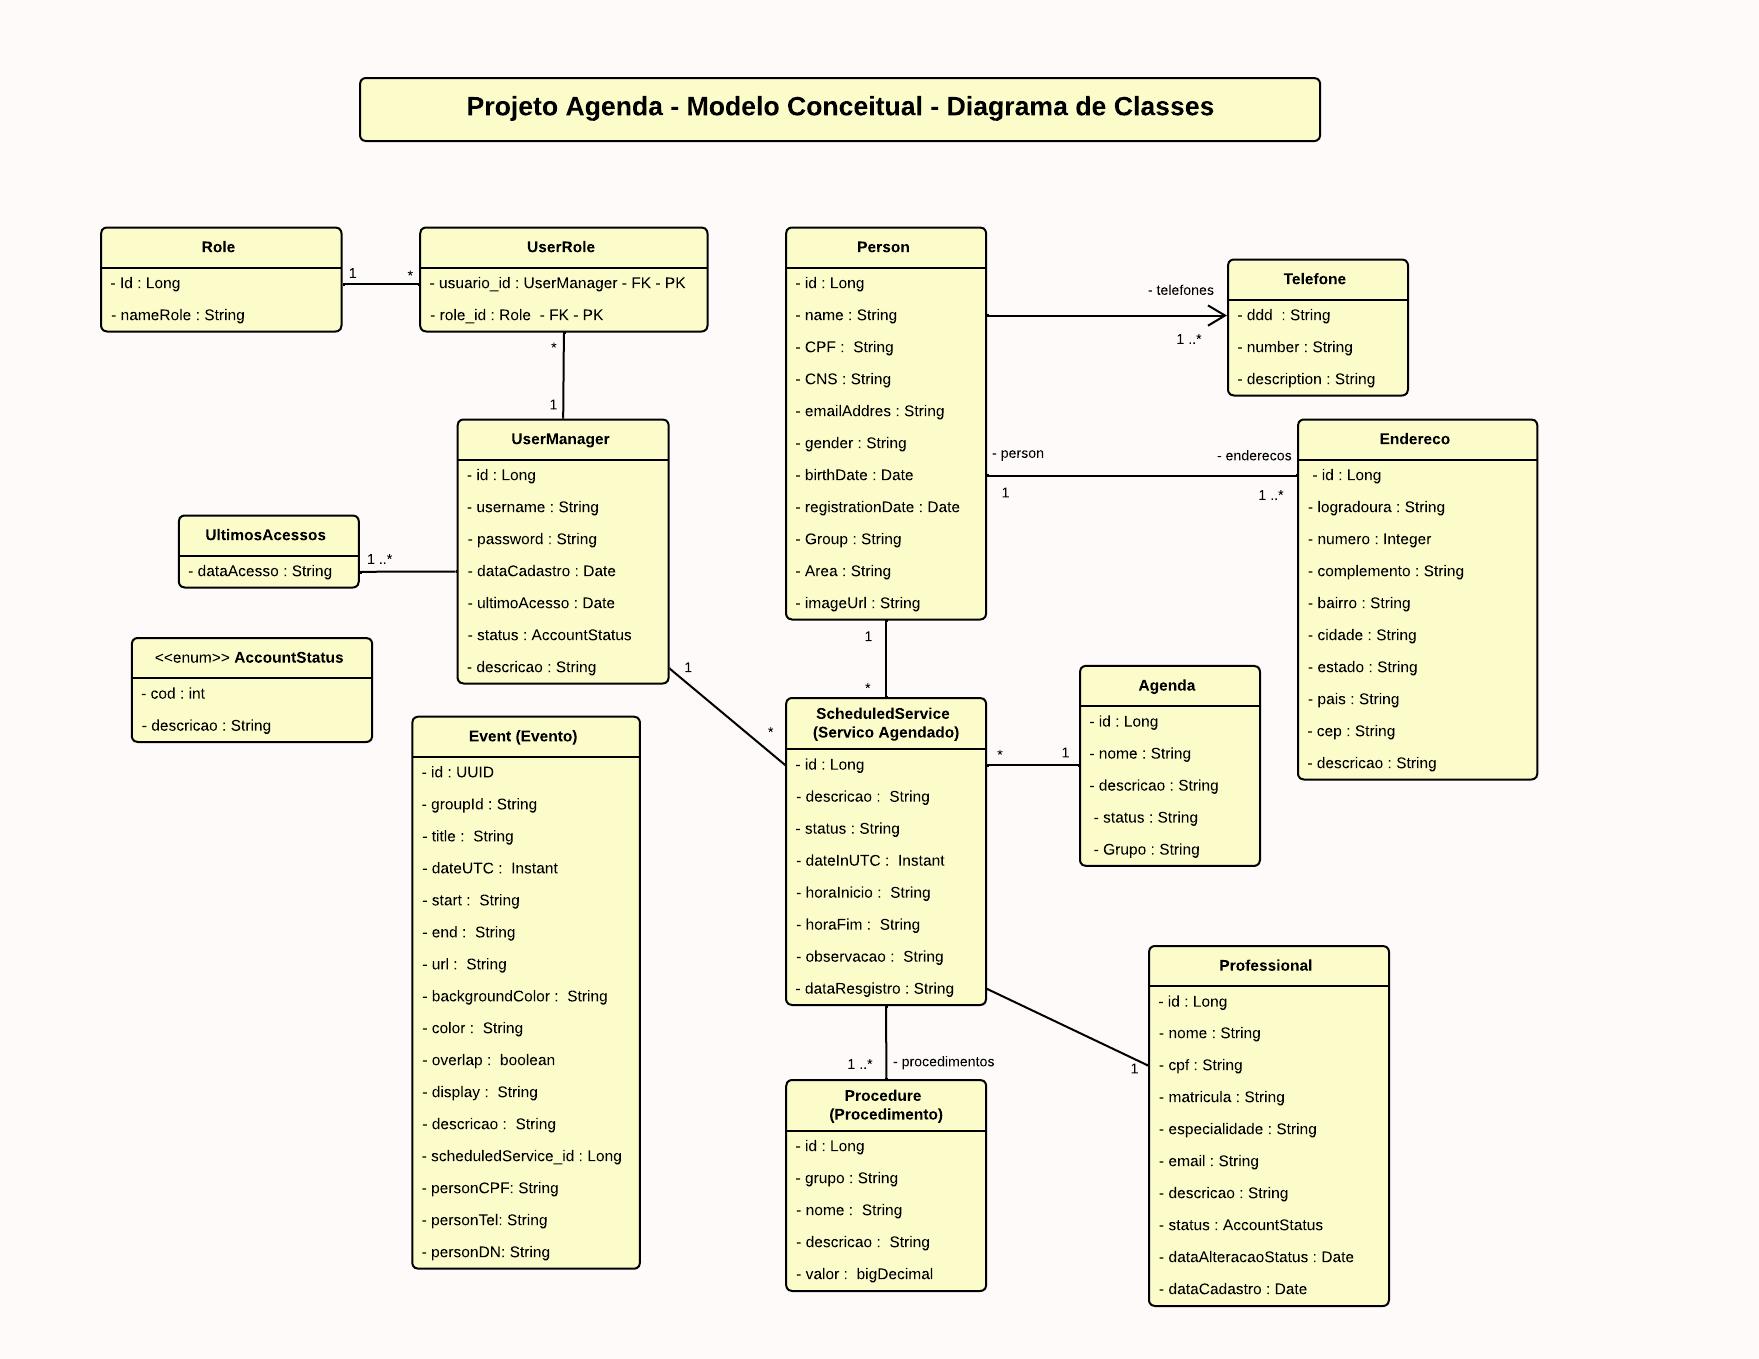 Projeto Agenda - Modelo Conceitual - Diagrama de Classes
Role
- Id : Long
- nameRole : String
1
*
UserRole
- usuario_id : UserManager - FK - PK
- role_id : Role - FK - PK
*
1
UserManager
- id : Long
- username : String
- password : String
- dataCadastro : Date
- ultimoAcesso : Date
- status : AccountStatus
- descricao : String
UltimosAcessos
- dataAcesso : String
1 ..*
<<enum>> AccountStatus
- cod : int
- descricao : String
1
*
Event (Evento)
- id : UUID
- groupId : String
- title : String
- dateUTC : Instant
- start : String
- end : String
- url : String
- backgroundColor : String
- color : String
- overlap : boolean
- display : String
- descricao : String
- scheduledService_id : Long
- personCPF: String
- personTel: String
- personDN: String
Person
- id : Long
- name : String
- CPF : String
- CNS : String
- emailAddres : String
- gender : String
- birthDate : Date
- registrationDate : Date
- Group : String
- Area : String
- imageUrl : String
- telefones
1 ..*
Telefone
- ddd : String
- number : String
- description : String
- person
1
- enderecos
1 ..*
Endereco
- id : Long
- logradoura : String
- numero : Integer
- complemento : String
- bairro : String
- cidade : String
- estado : String
- pais : String
- cep : String
- descricao : String
1
*
ScheduledService
(Servico Agendado)
- id : Long
- descricao : String
- status : String
- dateInUTC : Instant
- horaInicio : String
- horaFim : String
- observacao : String
- dataResgistro : String
*
1
Agenda
- id : Long
- nome : String
- descricao : String
- status : String
- Grupo : String
1 ..*
- procedimentos
Procedure
(Procedimento)
- id : Long
- grupo : String
- nome : String
- descricao : String
- valor : bigDecimal
1
Professional
- id : Long
- nome : String
- cpf : String
- matricula : String
- especialidade : String
- email : String
- descricao : String
- status : AccountStatus
- dataAlteracaoStatus : Date
- dataCadastro : Date